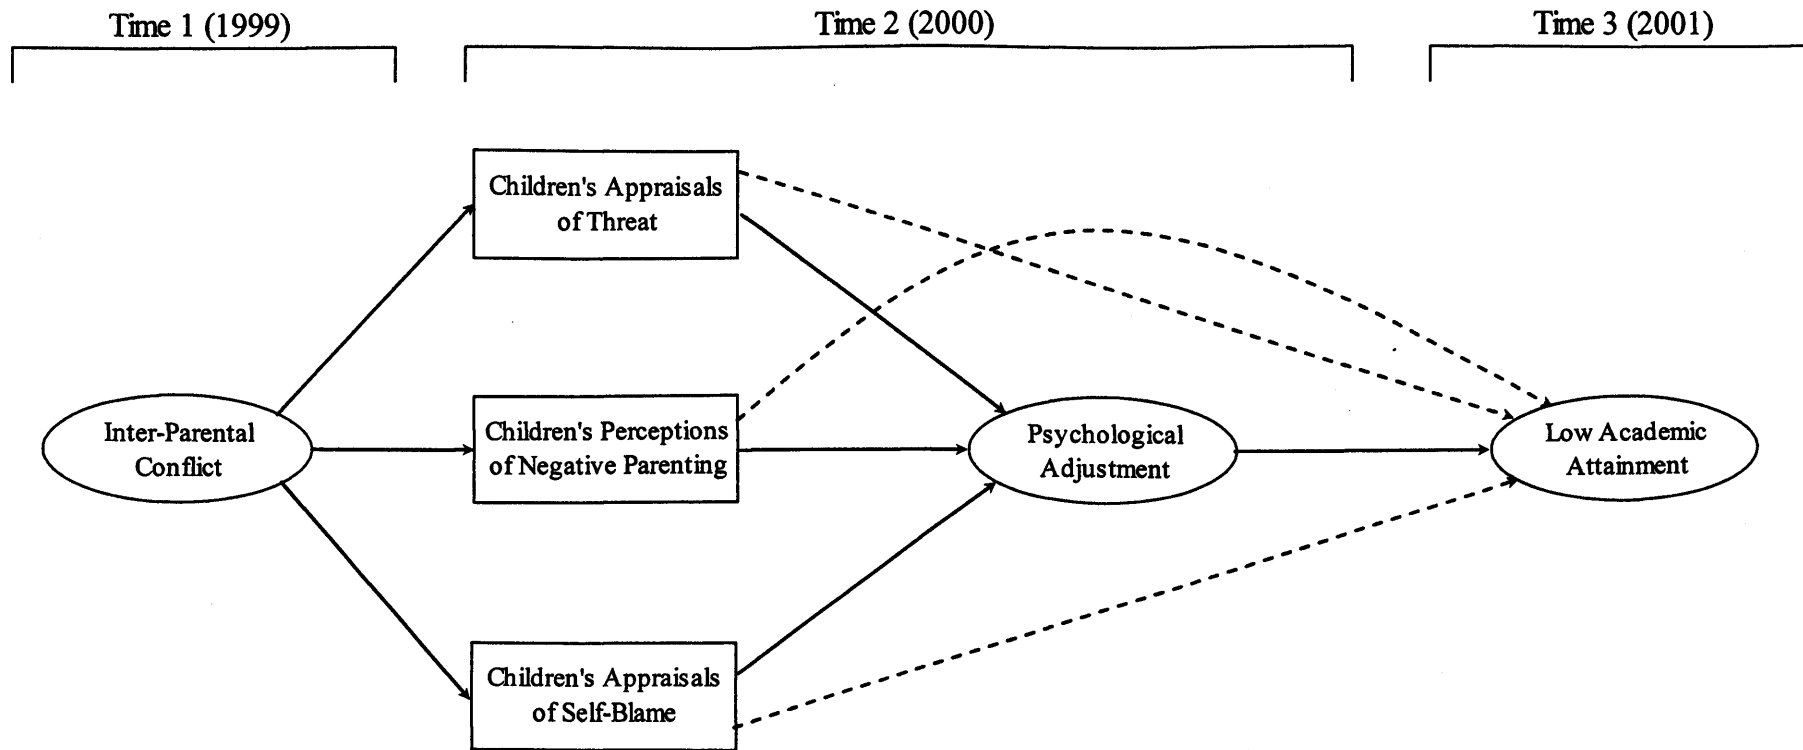 Time 1 (1999)
Time 2 (2000)
Time 3 (2001)
Children's Appraisals
of Threat
Inter-Parental
Conflict
Children's Perceptions
of Negative Parenting
Psychological
Adjustment
Low Academic
Attainment
Children's Appraisals
of Self-Blame